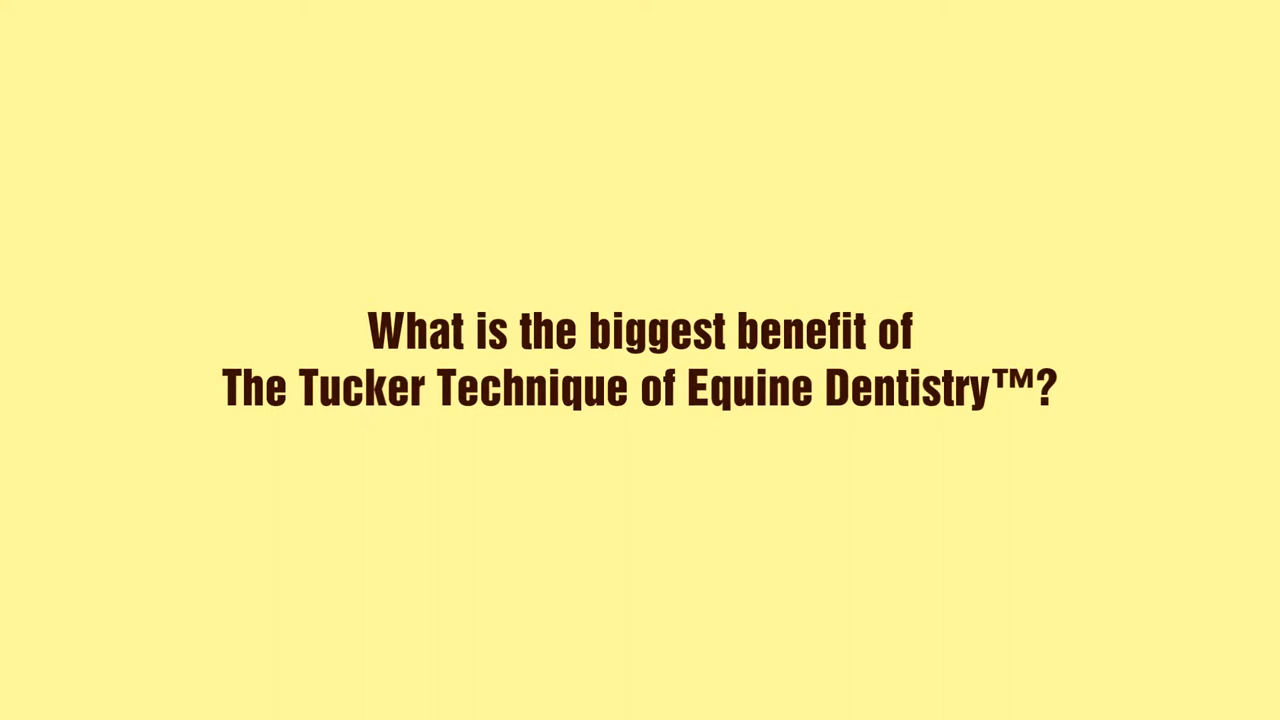 What is the biggest benefit of
The Tucker Technique of Equine Dentistry™?